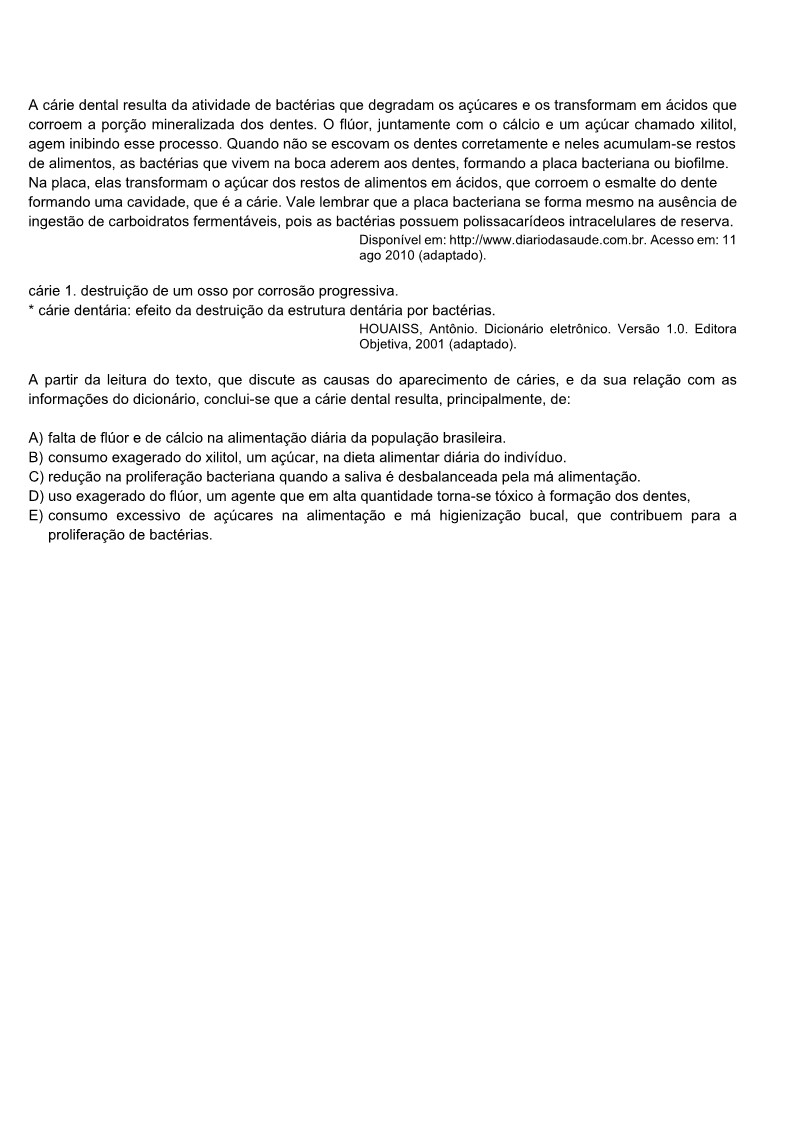 A cárie dental resulta da atividade de bactérias que degradam os açúcares e os transformam em ácidos que
corroem a porção mineralizada dos dentes. O flúor, juntamente com o cálcio e um açúcar chamado xilitol,
agem inibindo esse processo. Quando não se escovam os dentes corretamente e neles acumulam-se restos
de alimentos, as bactérias que vivem na boca aderem aos dentes, formando a placa bacteriana ou biofilme.
Na placa, elas transformam o açúcar dos restos de alimentos em ácidos, que corroem o esmalte do dente
formando uma cavidade, que é a cárie. Vale lembrar que a placa bacteriana se forma mesmo na ausência de
ingestão de carboidratos fermentáveis, pois as bactérias possuem polissacarídeos intracelulares de reserva.
Disponível em: http://www.diariodasaude.com.br. Acesso em: 11
ago 2010 (adaptado).
cárie 1. destruição de um osso por corrosão progressiva.
* cárie dentária: efeito da destruição da estrutura dentária por bactérias.
HOUAISS, Antônio. Dicionário eletrônico. Versão 1.0. Editora
Objetiva, 2001 (adaptado).
A partir da leitura do texto, que discute as causas do aparecimento de cáries, e da sua relação com as
informações do dicionário, conclui-se que a cárie dental resulta, principalmente, de:
A) falta de flúor e de cálcio na alimentação diária da população brasileira.
B) consumo exagerado do xilitol, um açúcar, na dieta alimentar diária do indivíduo.
C) redução na proliferação bacteriana quando a saliva é desbalanceada pela má alimentação.
D) uso exagerado do flúor, um agente que em alta quantidade torna-se tóxico à formação dos dentes,
E) consumo excessivo de açúcares na alimentação e má higienização bucal, que contribuem para a
proliferação de bactérias.